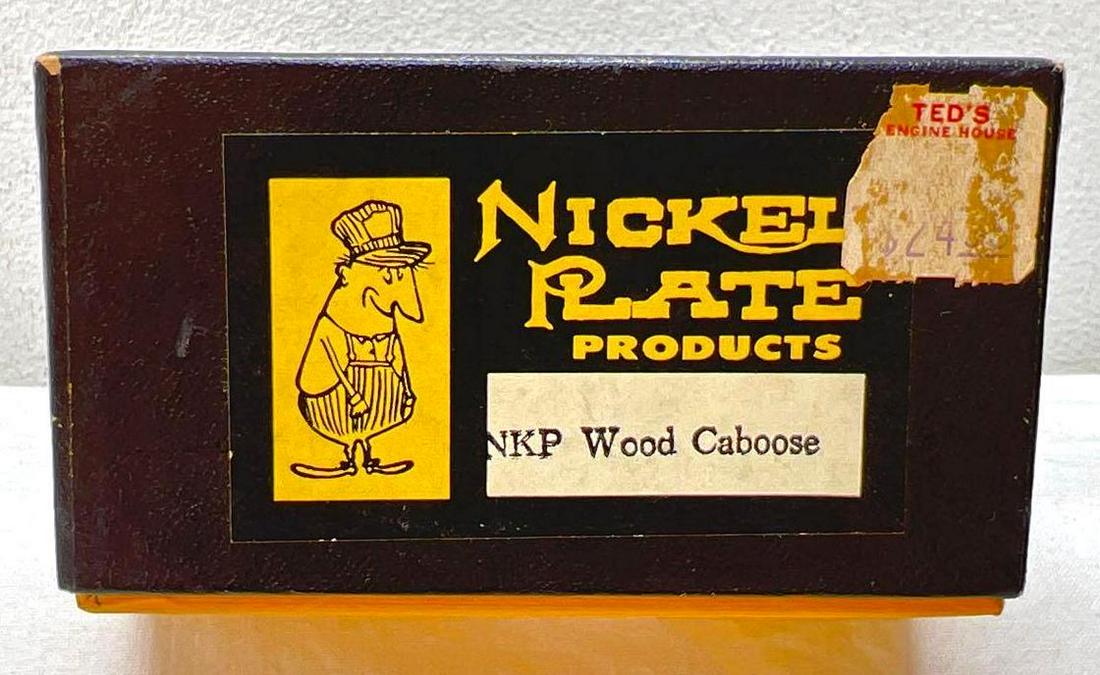 TED'S
ENGINE HOUSE
NICKEL
PLATE
PRODUCTS
NKP Wood Caboose